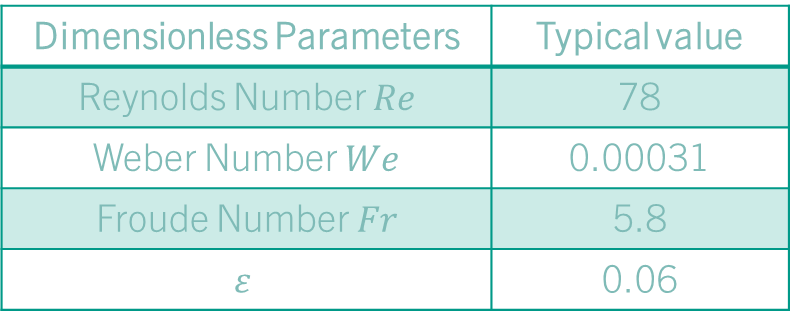 Dimensionless Parameters Typical value
Reynolds Number Re 78
Weber Number We 0.00031
Froude Number Fr 5.8
ε 0.06